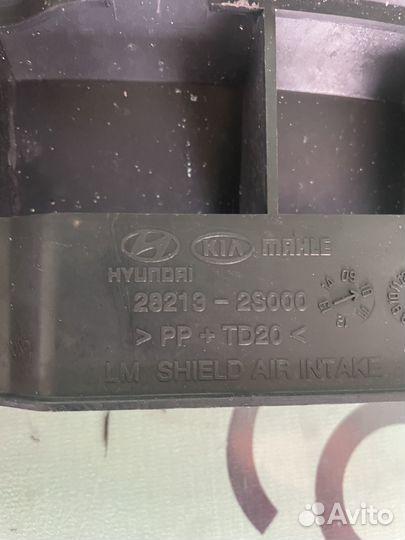 KIA MAHLE
HYUNDAI
28213-2S000
>PP+TD20<
LM SHIELD AIR INTAKE
Avito